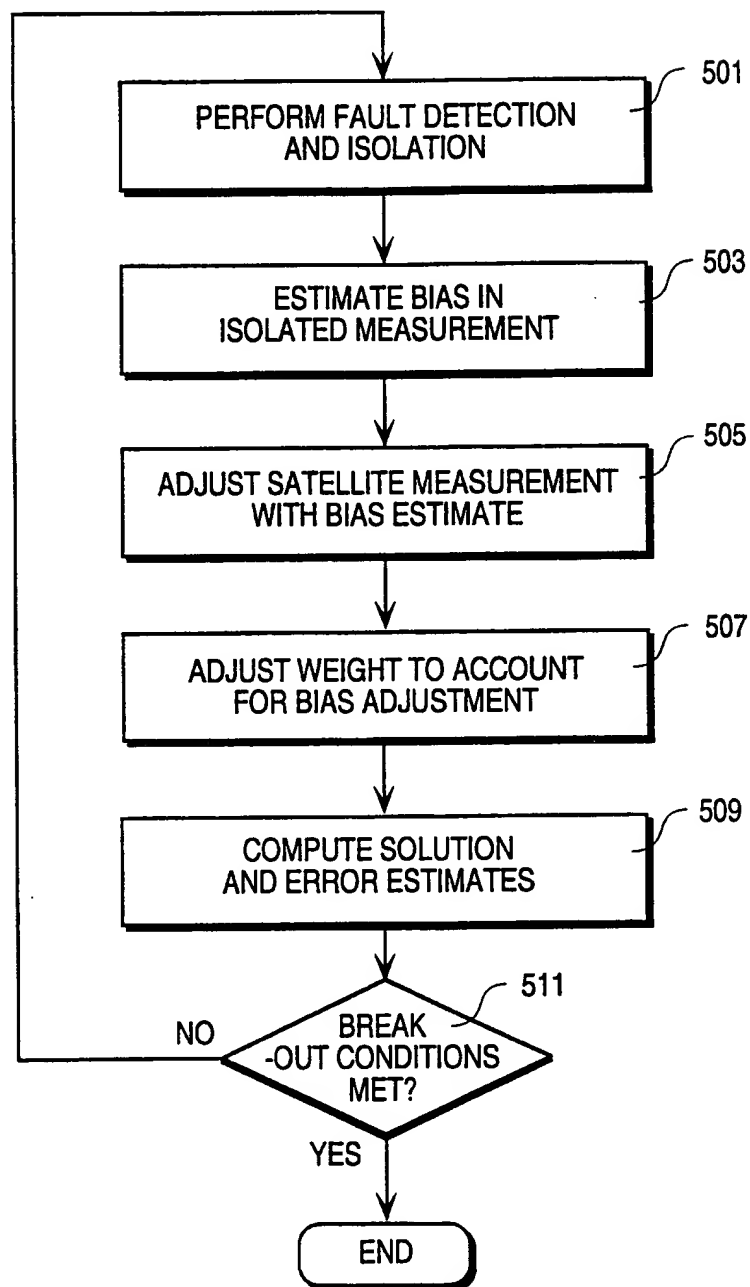 501
PERFORM FAULT DETECTION
AND ISOLATION
503
ESTIMATE BIAS IN
ISOLATED MEASUREMENT
505
ADJUST SATELLITE MEASUREMENT
WITH BIAS ESTIMATE
507
ADJUST WEIGHT TO ACCOUNT
FOR BIAS ADJUSTMENT
509
COMPUTE SOLUTION
AND ERROR ESTIMATES
511
NO
BREAK
-OUT CONDITIONS
MET?
YES
END